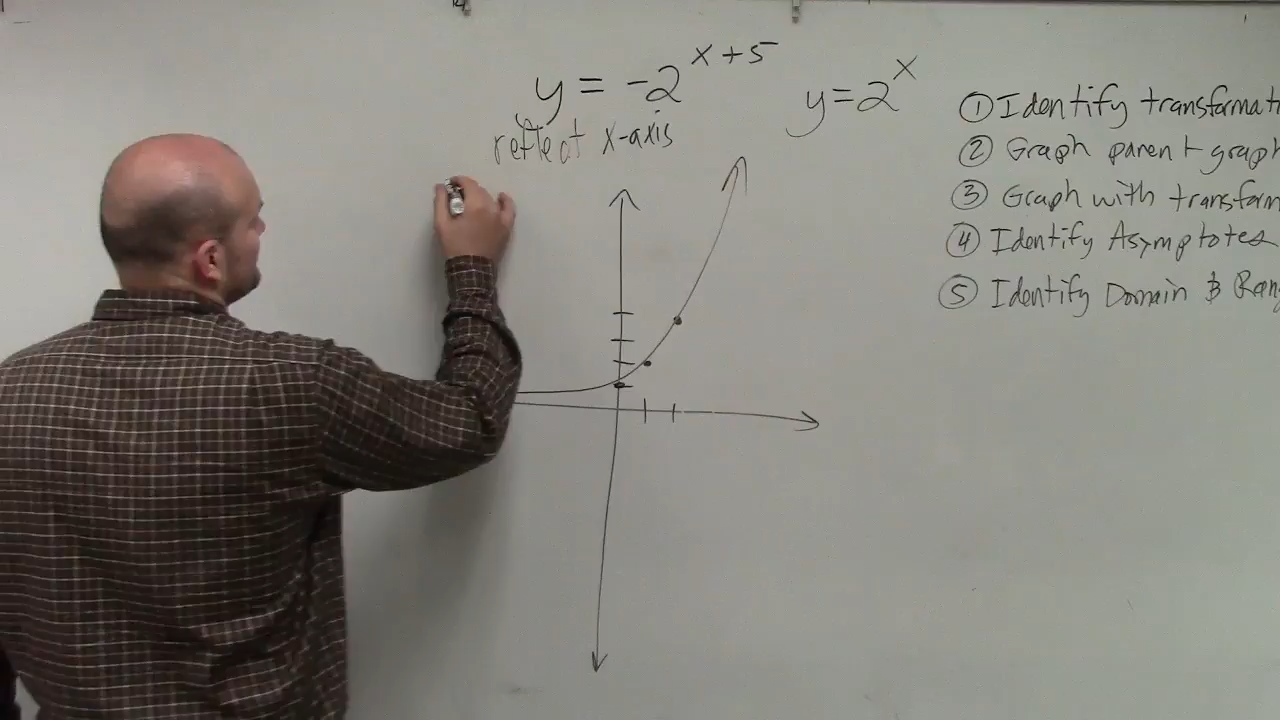 y = -2^{x+5}
y=2^x
reflect x-axis
① Identify transformat
② Graph parent graph
③ Graph with transform
④ Identify Asymptotes
⑤ Identify Domain & Ran